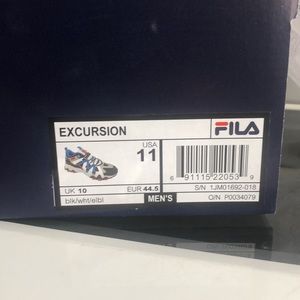 EXCURSION
USA
11
FILA
UK 10
EUR 44.5
blk/wht/elbl
MEN'S
6 91115 22053 9
S/N 1JM01692-018
O/N P0034079